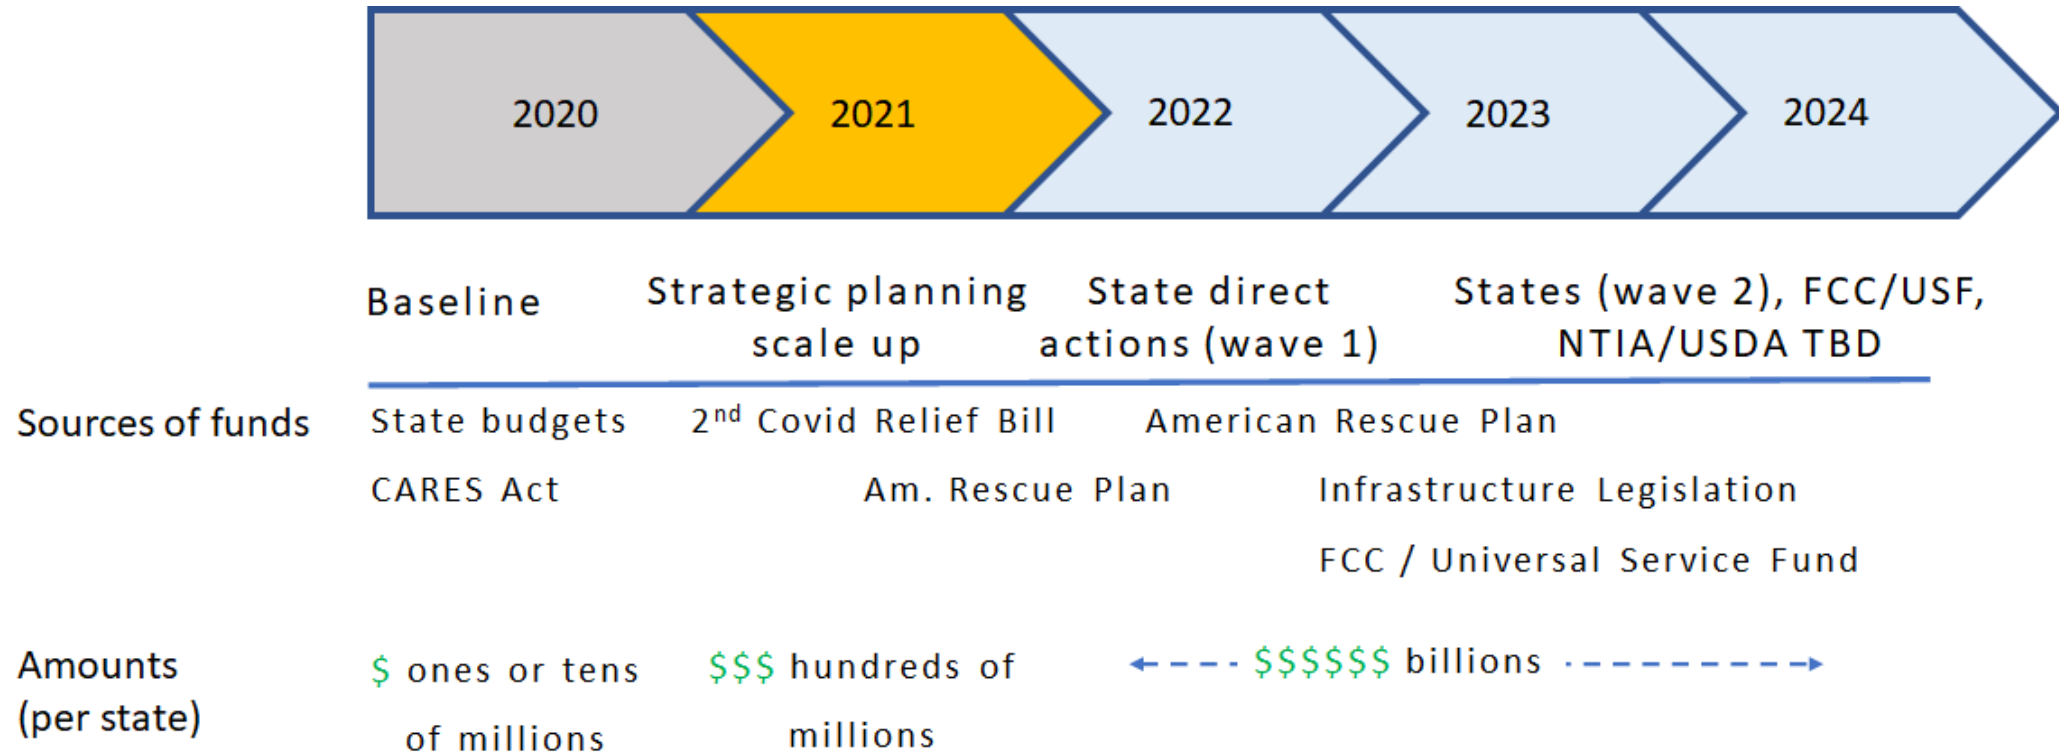 2020 2021 2022 2023 2024
Baseline
Strategic planning
scale up
State direct
actions (wave 1)
States (wave 2), FCC/USF,
NTIA/USDA TBD
Sources of funds
State budgets
2nd Covid Relief Bill
American Rescue Plan
CARES Act
Am. Rescue Plan
Infrastructure Legislation
FCC / Universal Service Fund
Amounts
(per state)
$ ones or tens
of millions
$$$ hundreds of
millions
$$$$$$ billions